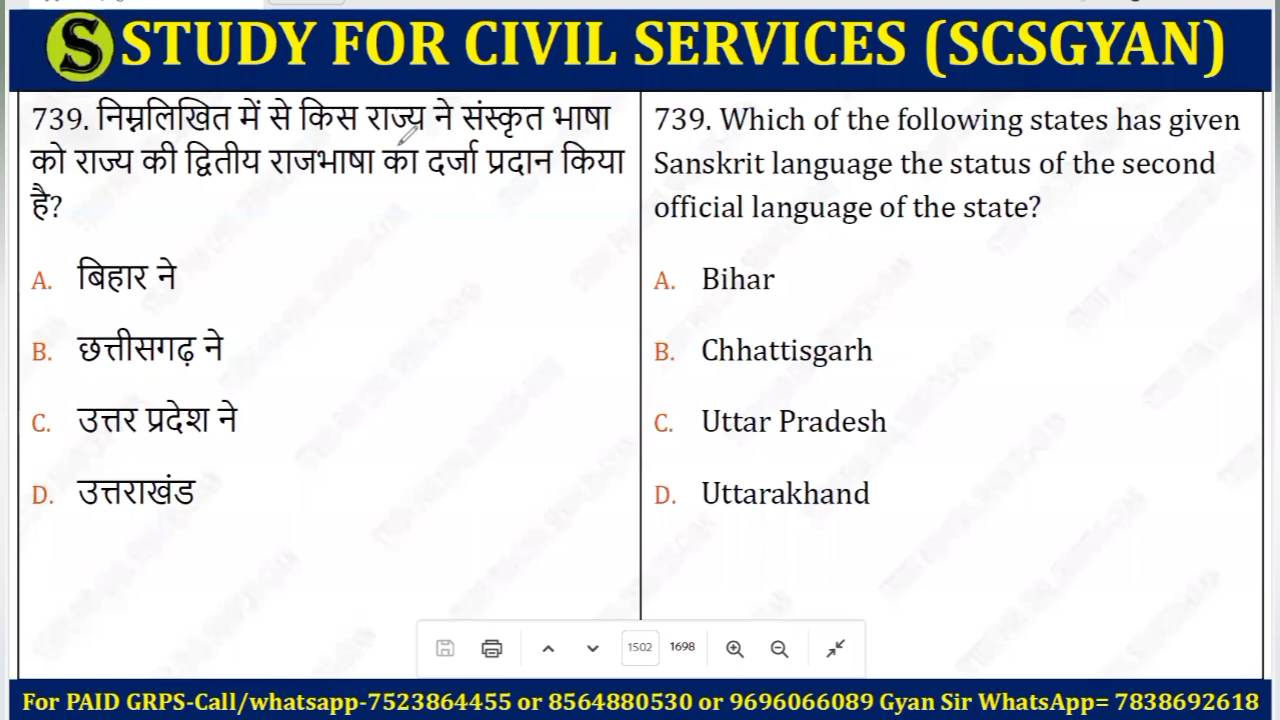 S STUDY FOR CIVIL SERVICES (SCSGYAN)
739. निम्नलिखित में से किस राज्य ने संस्कृत भाषा
को राज्य की द्वितीय राजभाषा का दर्जा प्रदान किया
है?
A. बिहार ने
B. छत्तीसगढ़ ने
C. उत्तर प्रदेश ने
D. उत्तराखंड
739. Which of the following states has given
Sanskrit language the status of the second
official language of the state?
A. Bihar
B. Chhattisgarh
C. Uttar Pradesh
D. Uttarakhand
1502 1698
For PAID GRPS-Call/whatsapp-7523864455 or 8564880530 or 9696066089 Gyan Sir WhatsApp= 7838692618